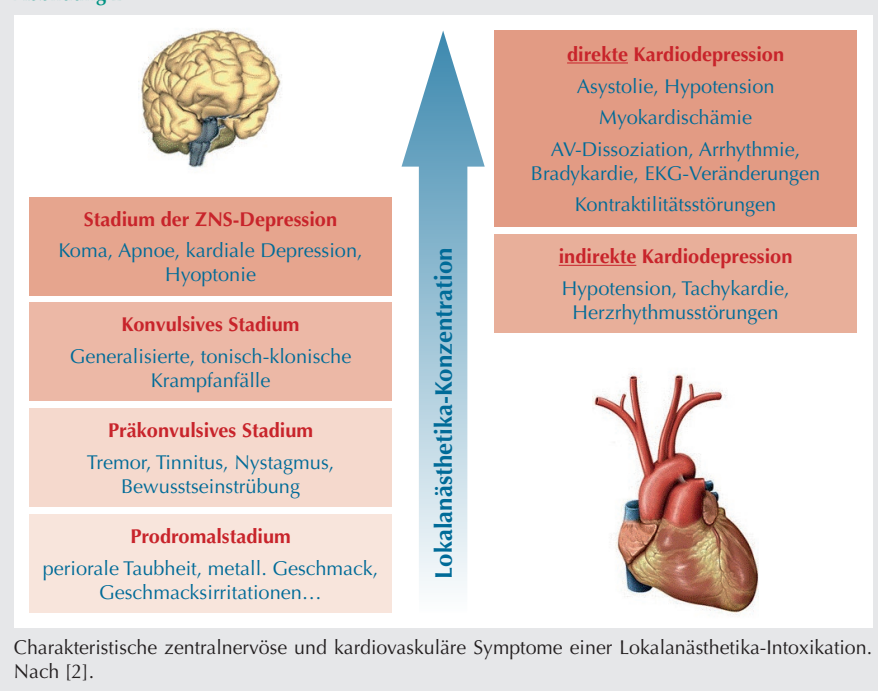 Stadium der ZNS-Depression
Koma, Apnoe, kardiale Depression,
Hyoptonie
Konvulsives Stadium
Generalisierte, tonisch-klonische
Krampfanfälle
Präkonvulsives Stadium
Tremor, Tinnitus, Nystagmus,
Bewusstseinstrübung
Prodromalstadium
periorale Taubheit, metall. Geschmack,
Geschmacksirritationen…
Lokalanästhetika-Konzentration
direkte Kardiodepression
Asystolie, Hypotension
Myokardischämie
AV-Dissoziation, Arrhythmie,
Bradykardie, EKG-Veränderungen
Kontraktilitätsstörungen
indirekte Kardiodepression
Hypotension, Tachykardie,
Herzrhythmusstörungen
Charakteristische zentralnervöse und kardiovaskuläre Symptome einer Lokalanästhetika-Intoxikation.
Nach [2].